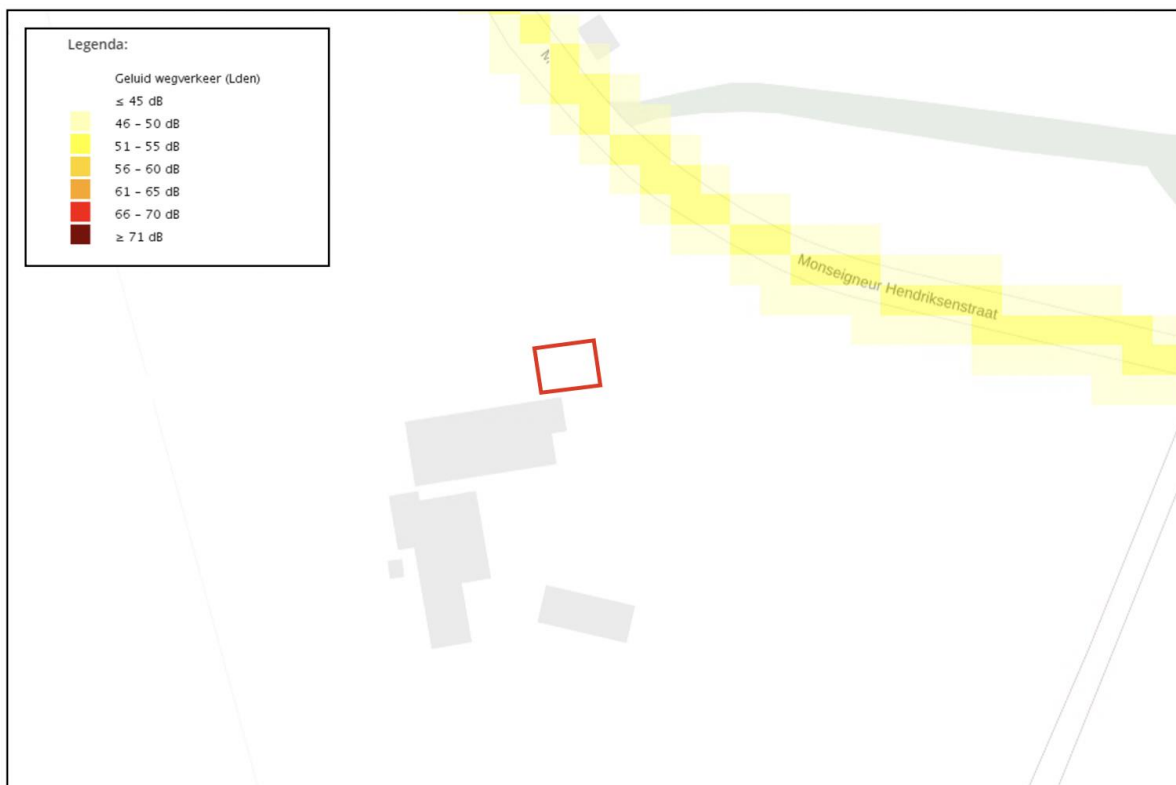 Legenda:
Geluid wegverkeer (Lden)
≤ 45 dB
46 – 50 dB
51 – 55 dB
56 – 60 dB
61 – 65 dB
66 – 70 dB
≥ 71 dB
Monseigneur Hendriksenstraat